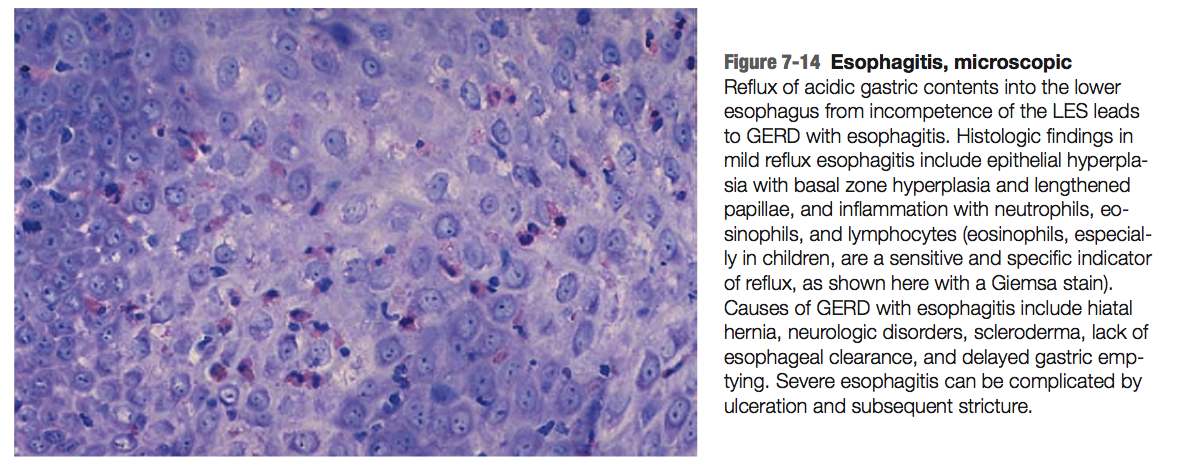 Figure 7-14 Esophagitis, microscopic
Reflux of acidic gastric contents into the lower
esophagus from incompetence of the LES leads
to GERD with esophagitis. Histologic findings in
mild reflux esophagitis include epithelial hyperpla-
sia with basal zone hyperplasia and lengthened
papillae, and inflammation with neutrophils, eo-
sinophils, and lymphocytes (eosinophils, especial-
ly in children, are a sensitive and specific indicator
of reflux, as shown here with a Giemsa stain).
Causes of GERD with esophagitis include hiatal
hernia, neurologic disorders, scleroderma, lack of
esophageal clearance, and delayed gastric emp-
tying. Severe esophagitis can be complicated by
ulceration and subsequent stricture.